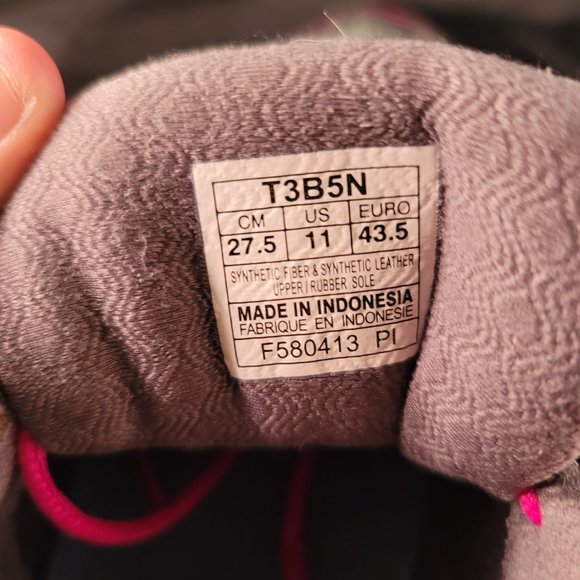 T3B5N
CM US EURO
27.5 11 43.5
SYNTHETIC FIBER & SYNTHETIC LEATHER
UPPER / RUBBER SOLE
MADE IN INDONESIA
FABRIQUE EN INDONESIE
F580413 PI